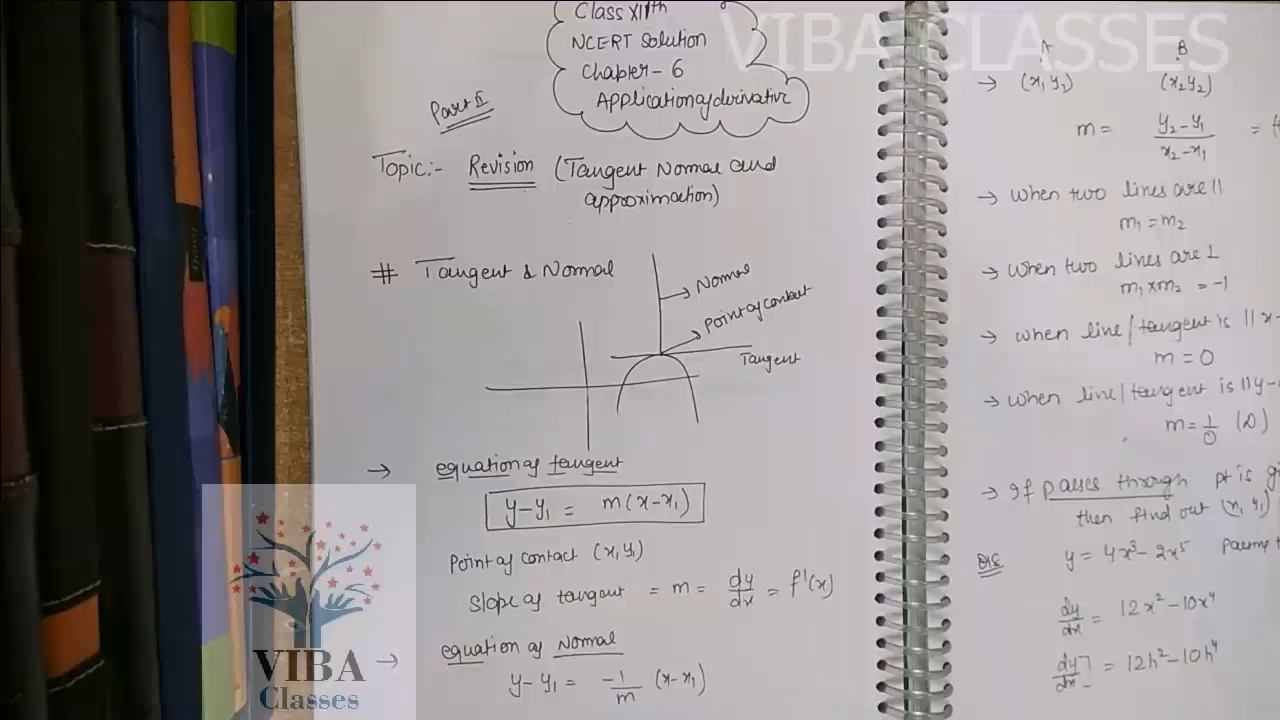 Class XIIth
NCERT Solution
Chapter - 6
Application of derivative
Part II
Topic:- Revision (Tangent Normal and
approximation)
# Tangent & Normal
Normal
Point of contact
Tangent
→ equation of tangent
y-y₁ = m(x-x₁)
Point of contact (x₁y₁)
Slope of tangent = m = dy/dx = f'(x)
→ equation of Normal
y-y₁ = -1/m (x-x₁)
VIBA
Classes
VIBA CLASSES
A B
→ (x₁ y₁) (x₂ y₂)
m = y₂-y₁/x₂-x₁ =
→ when two lines are ||
m₁ = m₂
→ when two lines are ⊥
m₁ x m₂ = -1
→ when line/tangent is || x-
m = 0
→ when line/tangent is || y-
m = 1/0
→ If passes through pt is
then find out (x₁ y₁)
y = 4x³ - 2x⁵
dy/dx = 12x² - 10x⁴
dy/dx] = 12h² - 10h⁴